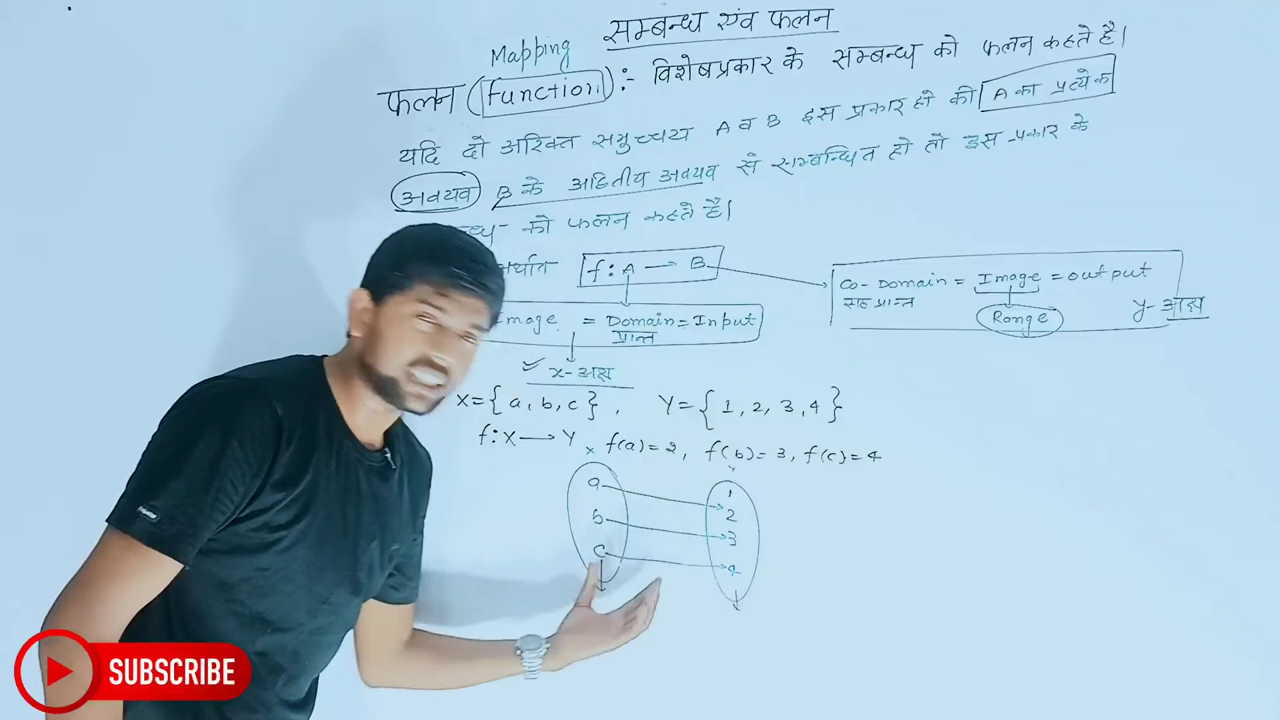 सम्बन्ध एंव फलन
Mapping
फलन (function) :- विशेषप्रकार के सम्बन्ध को फलन कहते है।
यदि दो अरिक्त समुच्चय A व B इस प्रकार हो की A का प्रत्येक
अवयव B के अद्वितीय अवयव से सम्बन्धित हो तो इस प्रकार के
को फलन कहते है।
f : A → B
Co-Domain = Image = output
सह प्रान्त
Range
y-अक्ष
Image = Domain = Input
प्रान्त
x-अक्ष
X = { a, b, c } , Y = { 1, 2, 3, 4 }
f : X → Y f(a) = 2, f(b) = 3, f(c) = 4
x y
a 1
b 2
c 3
4
SUBSCRIBE